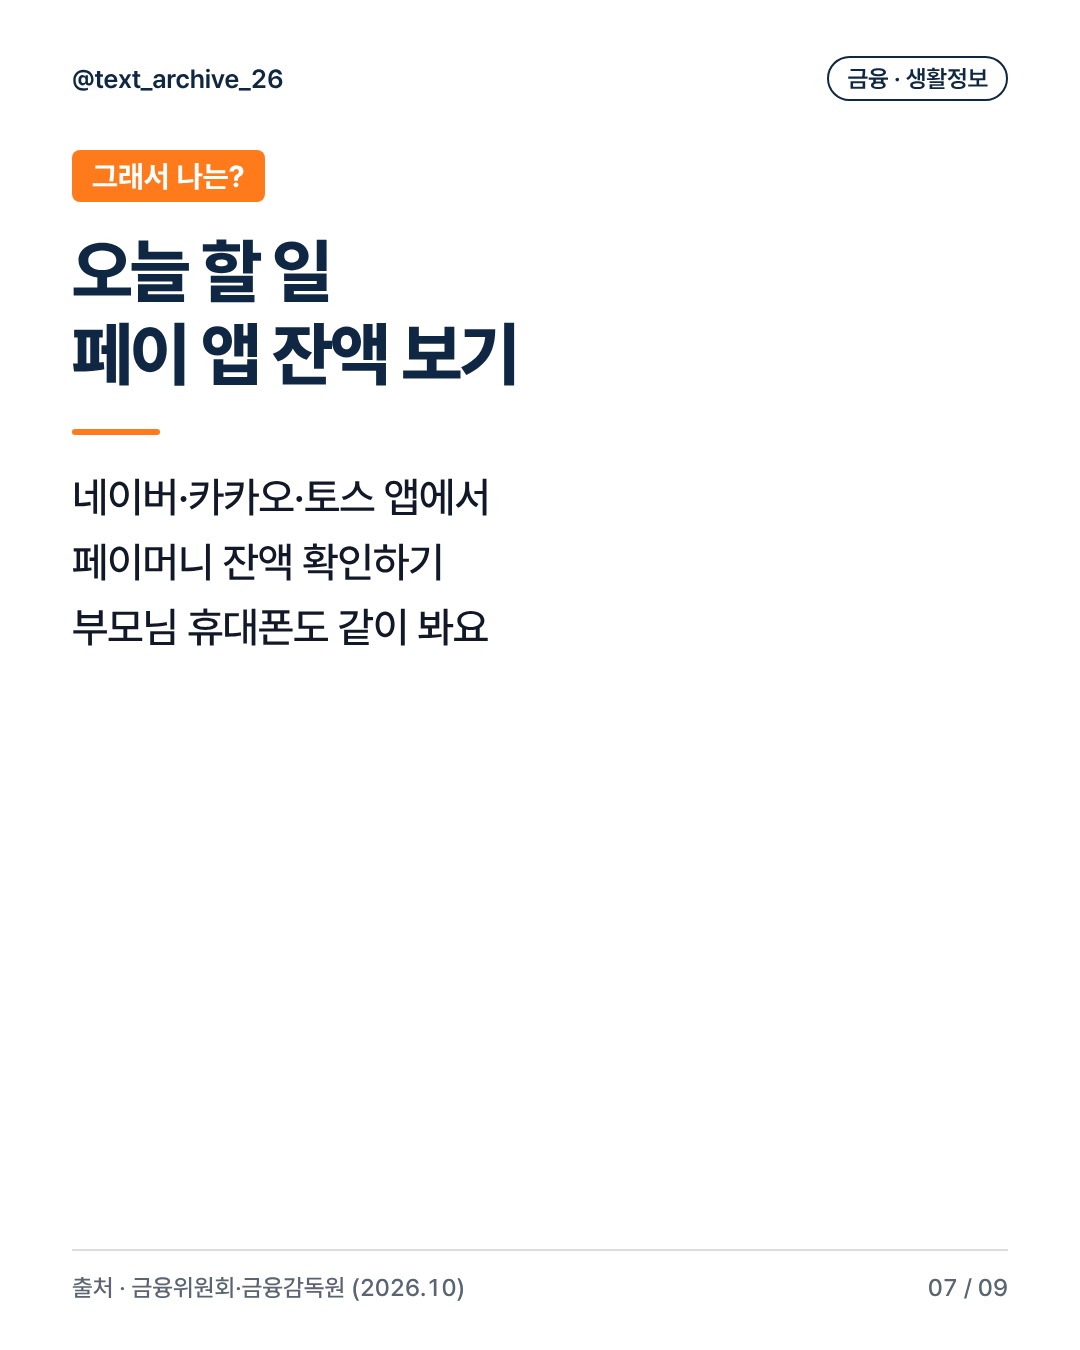 @text_archive_26
금융 · 생활정보
그래서 나는?
오늘 할 일
페이 앱 잔액 보기
네이버·카카오·토스 앱에서
페이머니 잔액 확인하기
부모님 휴대폰도 같이 봐요
출처 · 금융위원회·금융감독원 (2026.10)
07 / 09